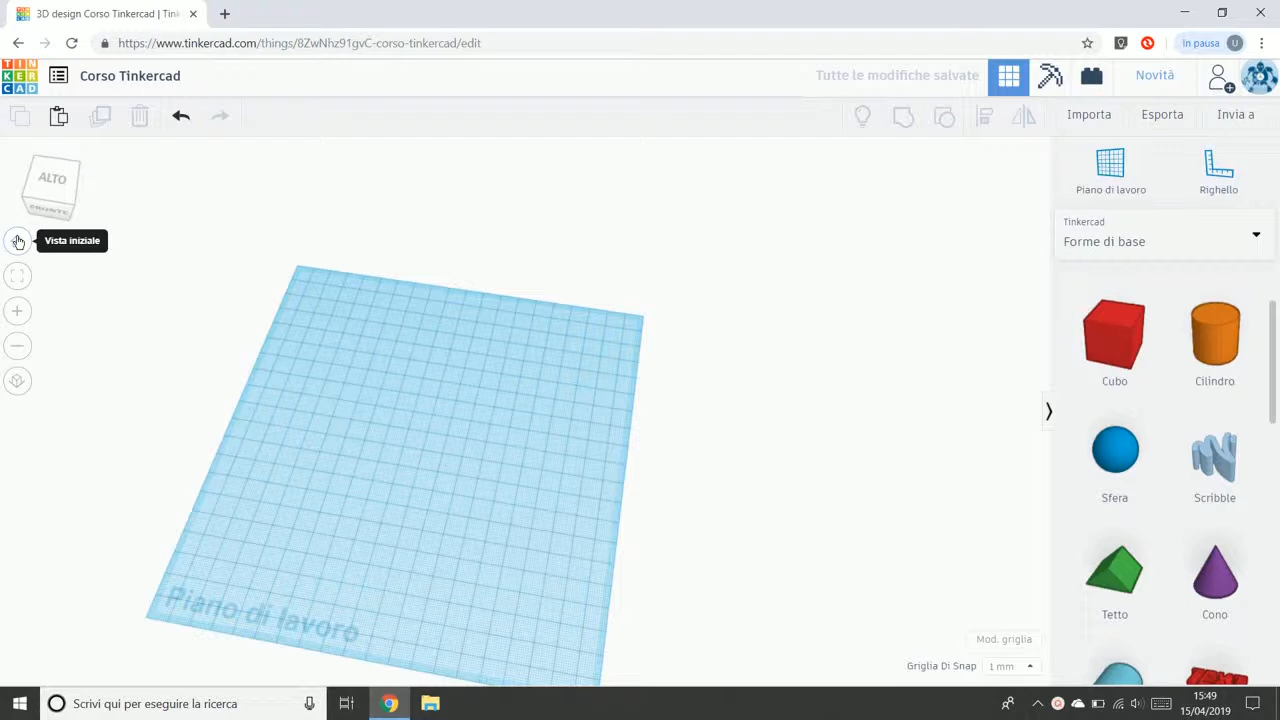 3D design Corso Tinkercad | Tin
https://www.tinkercad.com/things/8ZwNhz91gvC-corso-tinkercad/edit
In pausa
U
TIN
KER
CAD
Corso Tinkercad
Tutte le modifiche salvate
Novità
Importa
Esporta
Invia a
ALTO
FRONTE
Vista iniziale
Piano di lavoro
Righello
Tinkercad
Forme di base
Cubo
Cilindro
Sfera
Scribble
Tetto
Cono
Piano di lavoro
Mod. griglia
Griglia Di Snap
1 mm
Scrivi qui per eseguire la ricerca
15:49
15/04/2019